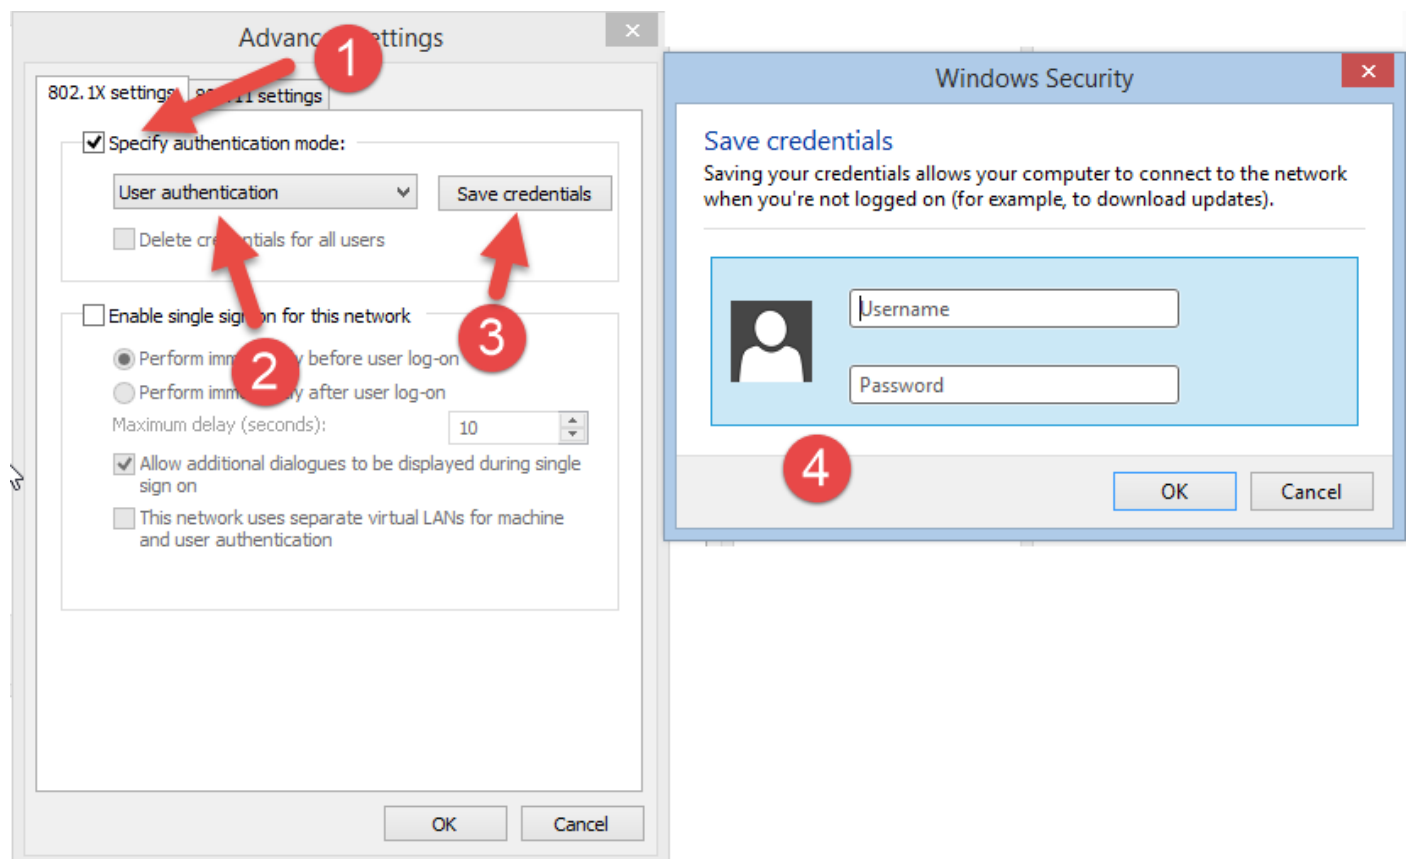 Advanc ettings
1
802.1X settings
11 settings
Specify authentication mode:
User authentication
Save credentials
Delete cre ntials for all users
Enable single sign on for this network
3
Perform imm y before user log-on
2
Perform imm y after user log-on
Maximum delay (seconds):
10
Allow additional dialogues to be displayed during single
sign on
This network uses separate virtual LANs for machine
and user authentication
OK
Cancel
Windows Security
Save credentials
Saving your credentials allows your computer to connect to the network
when you're not logged on (for example, to download updates).
Username
Password
4
OK
Cancel